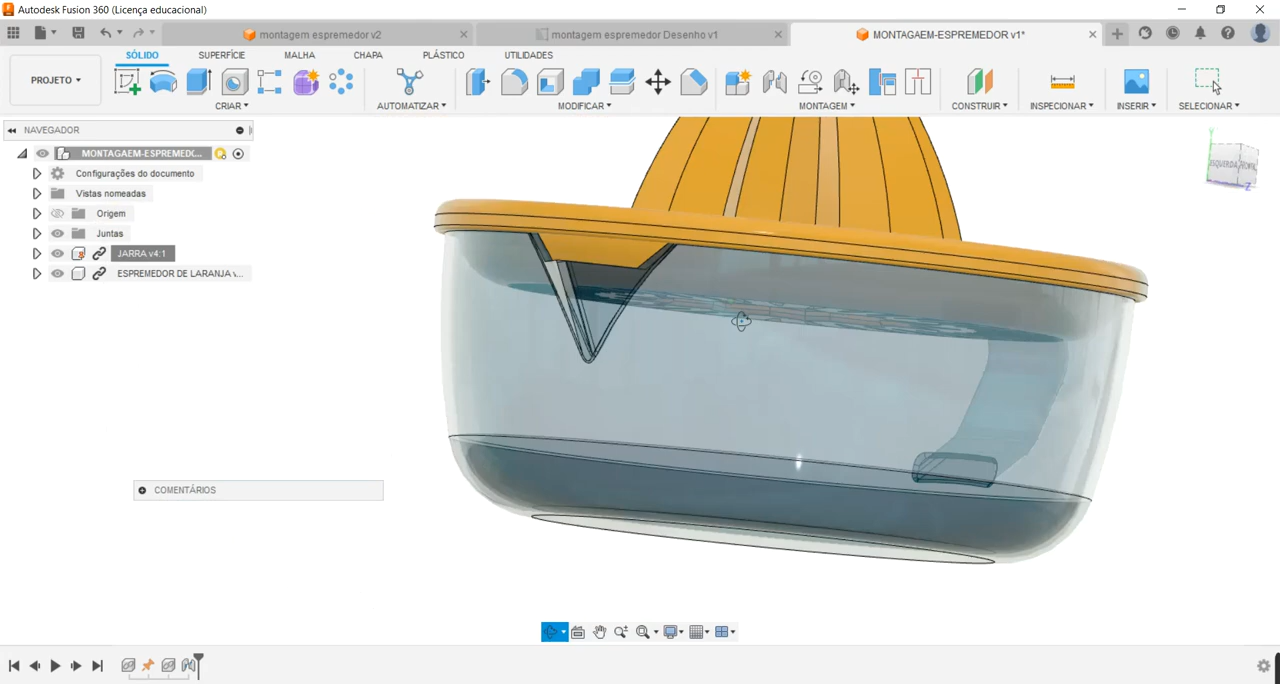 Autodesk Fusion 360 (Licença educacional)
montagem espremedor v2
montagem espremedor Desenho v1
MONTAGAEM-ESPREMEDOR v1*
SÓLIDO
SUPERFÍCIE
MALHA
CHAPA
PLÁSTICO
UTILIDADES
PROJETO
CRIAR
AUTOMATIZAR
MODIFICAR
MONTAGEM
CONSTRUIR
INSPECIONAR
INSERIR
SELECIONAR
NAVEGADOR
MONTAGAEM-ESPREMEDC...
Configurações do documento
Vistas nomeadas
Origem
Juntas
JARRA v4:1
ESPREMEDOR DE LARANJA v...
COMENTÁRIOS
ESQUERDA
Y
Z